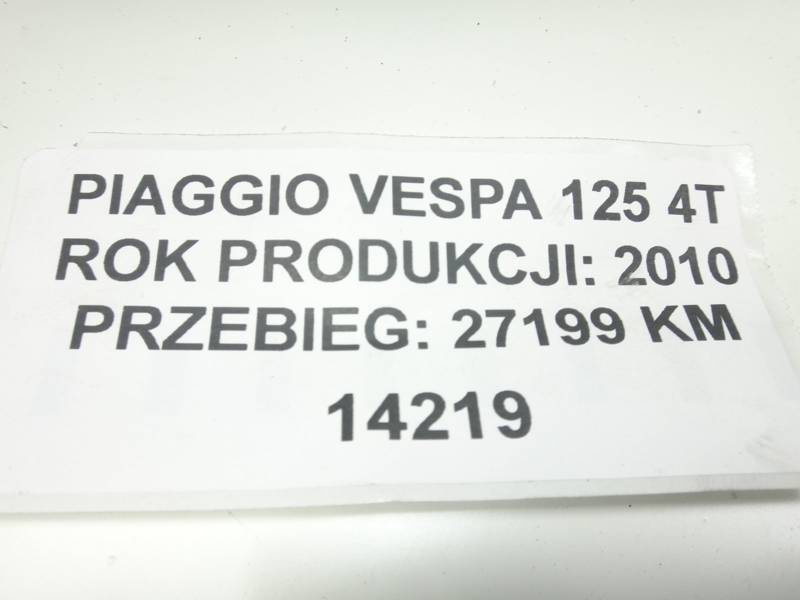 PIAGGIO VESPA 125 4T
ROK PRODUKCJI: 2010
PRZEBIEG: 27199 KM
14219